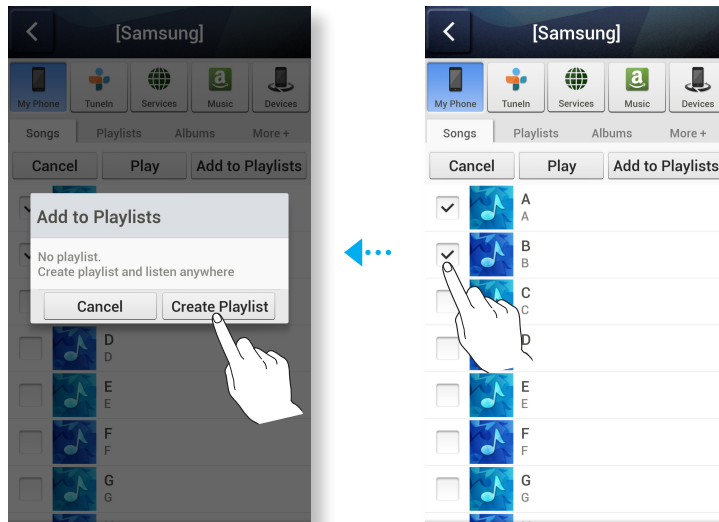 [Samsung]
My Phone TuneIn Services Music Devices
Songs Playlists Albums More +
Cancel Play Add to Playlists
Add to Playlists
No playlist.
Create playlist and listen anywhere
Cancel Create Playlist
D
D
E
E
F
F
G
G
[Samsung]
My Phone TuneIn Services Music Devices
Songs Playlists Albums More +
Cancel Play Add to Playlists
A
A
B
B
C
C
D
E
E
F
F
G
G